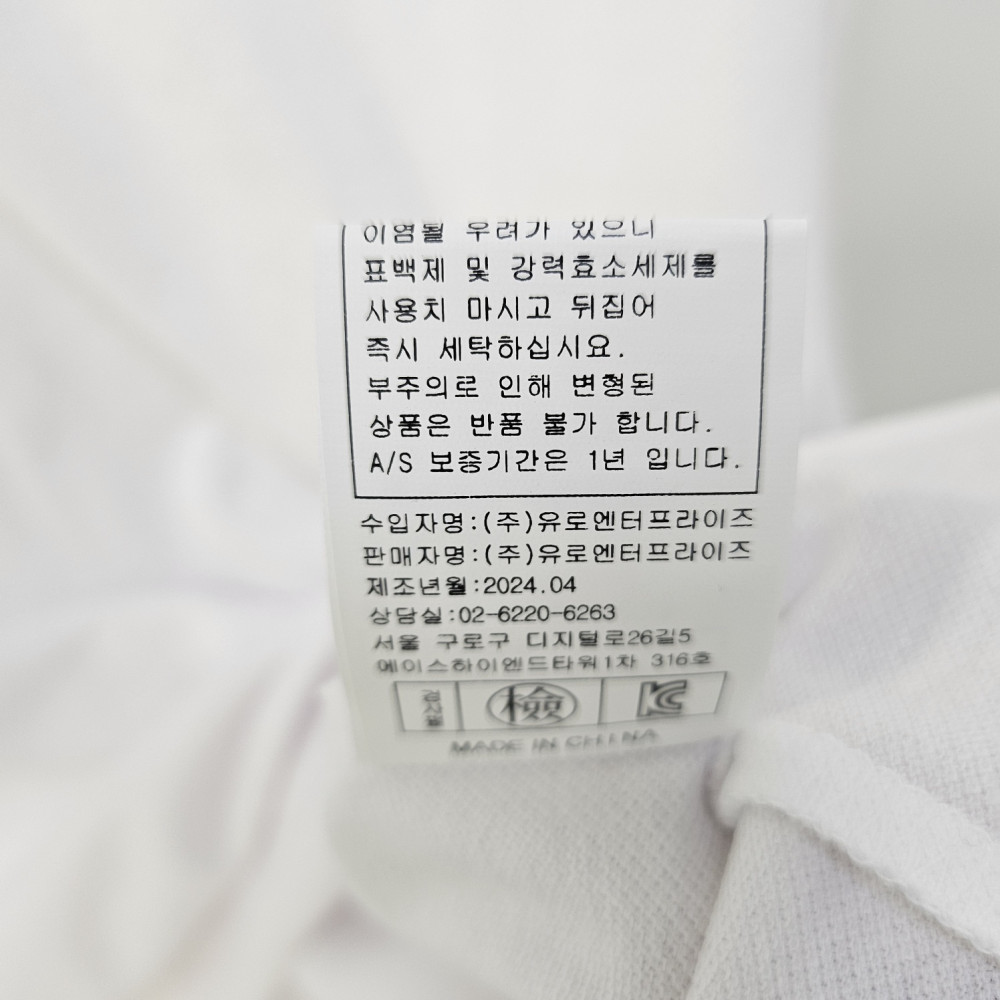 이염될 우려가 있으니
표백제 및 강력효소세제를
사용치 마시고 뒤집어
즉시 세탁하십시요.
부주의로 인해 변형된
상품은 반품 불가 합니다.
A/S 보증기간은 1년 입니다.
수입자명:(주)유로엔터프라이즈
판매자명:(주)유로엔터프라이즈
제조년월:2024.04
상담실:02-6220-6263
서울 구로구 디지털로26길5
에이스하이엔드타워1차 316호
검사필 檢 KC
MADE IN CHINA